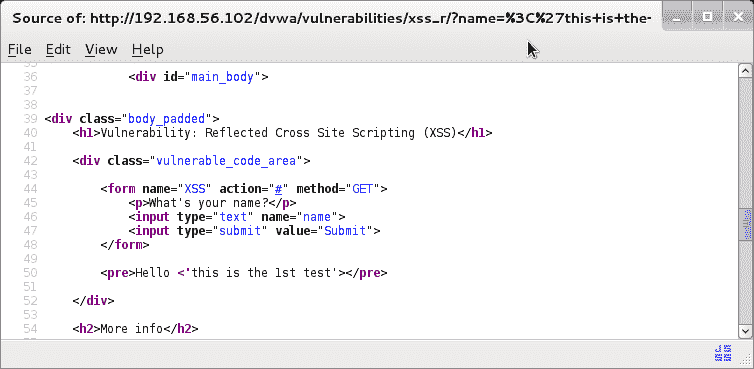 Source of: http://192.168.56.102/dvwa/vulnerabilities/xss_r/?name=%3C%27this+is+the-
File Edit View Help
35
36 <div id="main_body">
37
38
39 <div class="body_padded">
40 <h1>Vulnerability: Reflected Cross Site Scripting (XSS)</h1>
41
42 <div class="vulnerable_code_area">
43
44 <form name="XSS" action="#" method="GET">
45 <p>What's your name?</p>
46 <input type="text" name="name">
47 <input type="submit" value="Submit">
48 </form>
49
50 <pre>Hello <'this is the 1st test'></pre>
51
52 </div>
53
54 <h2>More info</h2>